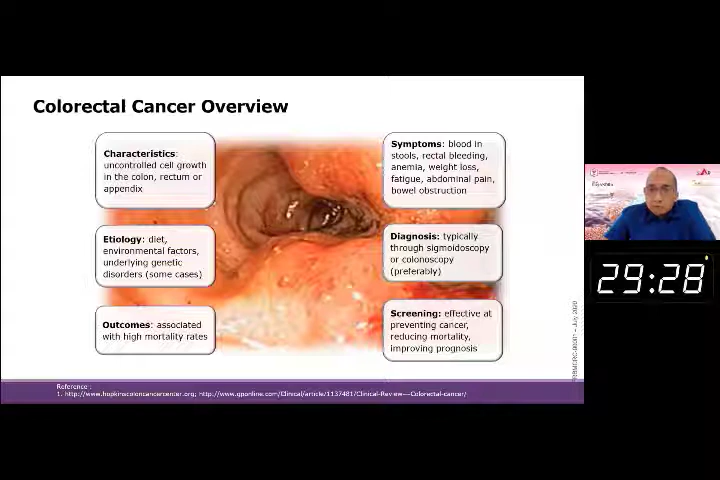 Colorectal Cancer Overview
Characteristics:
uncontrolled cell growth
in the colon, rectum or
appendix
Etiology: diet,
environmental factors,
underlying genetic
disorders (some cases)
Outcomes: associated
with high mortality rates
Symptoms: blood in
stools, rectal bleeding,
anemia, weight loss,
fatigue, abdominal pain,
bowel obstruction
Diagnosis: typically
through sigmoidoscopy
or colonoscopy
(preferably)
Screening: effective at
preventing cancer,
reducing mortality,
improving prognosis
July 2020
Reference:
1. http://www.hopkinscoloncancercenter.org; http://www.gponline.com/Clinical/article/1137481/Clinical-Review---Colorectal-cancer/
29:28